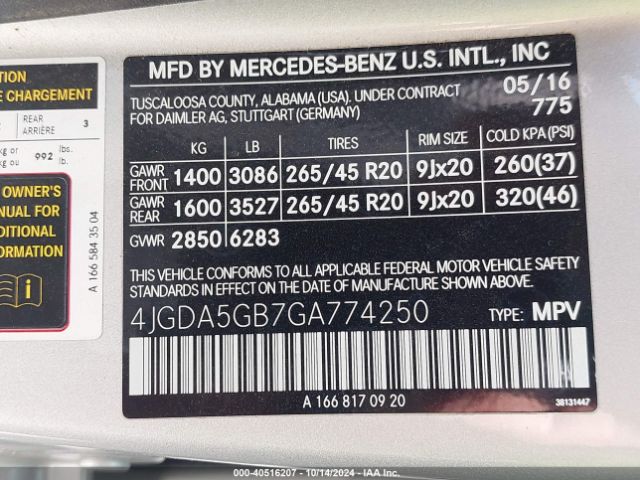 TION
E CHARGEMENT
REAR
ARRIÈRE 3
kg or 992 lbs.
kg ou lb.
OWNER'S
NUAL FOR
DITIONAL
FORMATION
i
A 166 584 35 04
MFD BY MERCEDES-BENZ U.S. INTL., INC
TUSCALOOSA COUNTY, ALABAMA (USA). UNDER CONTRACT 05/16
FOR DAIMLER AG, STUTTGART (GERMANY) 775
KG LB TIRES RIM SIZE COLD KPA (PSI)
GAWR FRONT 1400 3086 265/45 R20 9Jx20 260(37)
GAWR REAR 1600 3527 265/45 R20 9Jx20 320(46)
GVWR 2850 6283
THIS VEHICLE CONFORMS TO ALL APPLICABLE FEDERAL MOTOR VEHICLE SAFETY
STANDARDS IN EFFECT ON THE DATE OF MANUFACTURE SHOWN ABOVE.
4JGDA5GB7GA774250 TYPE: MPV
A 166 817 09 20
38131447
000-40516207 - 10/14/2024 - IAA Inc.